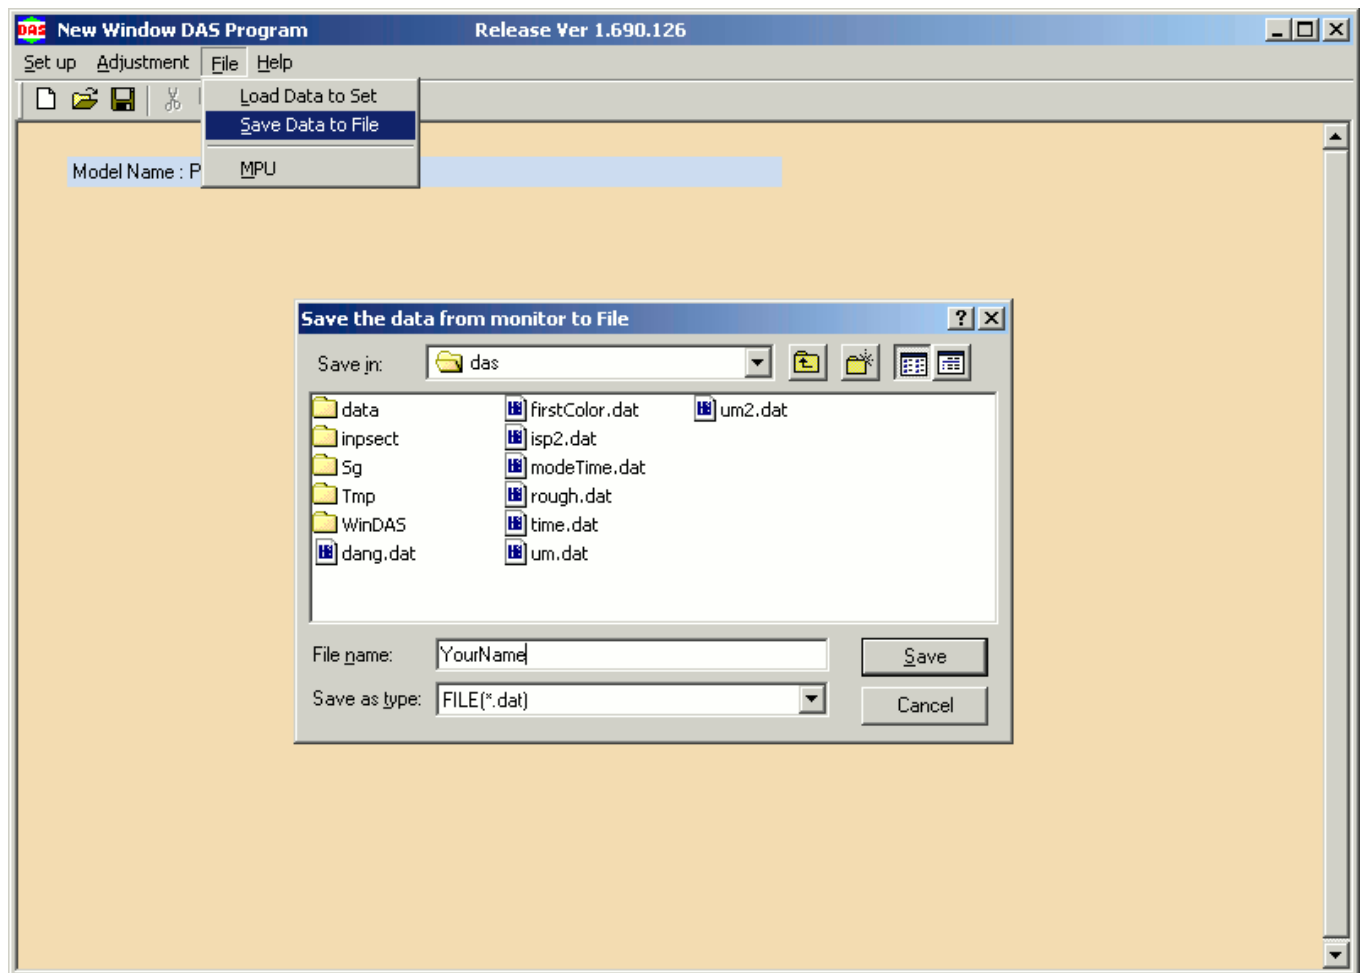 DAS New Window DAS Program Release Ver 1.690.126
Set up Adjustment File Help
Load Data to Set
Save Data to File
MPU
Model Name : P
Save the data from monitor to File
Save in: das
data firstColor.dat um2.dat
inpsect isp2.dat
Sg modeTime.dat
Tmp rough.dat
WinDAS time.dat
dang.dat um.dat
File name: YourName Save
Save as type: FILE(*.dat) Cancel